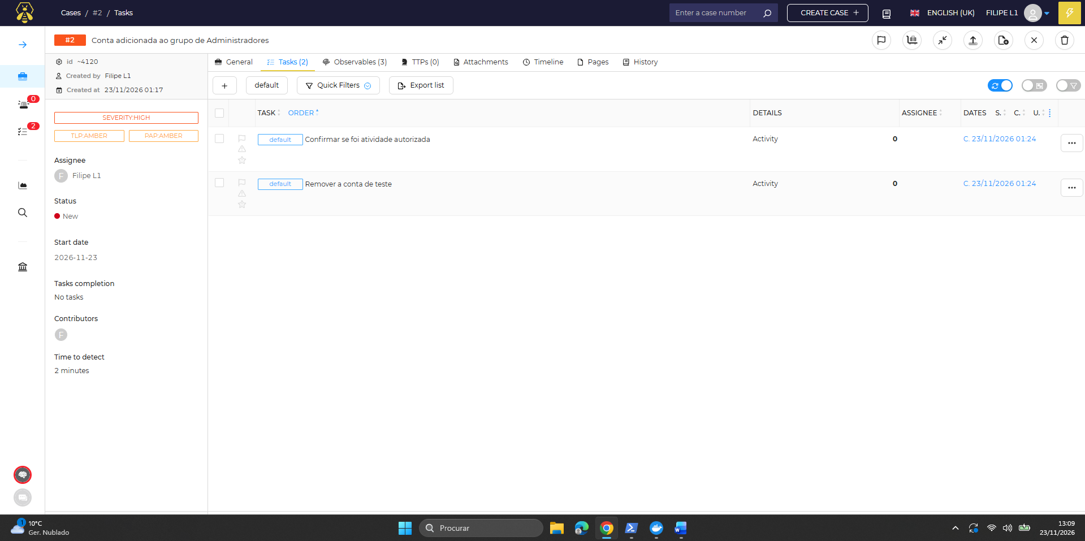 Cases / #2 / Tasks
Enter a case number
CREATE CASE +
ENGLISH (UK)
FILIPE L1
#2 Conta adicionada ao grupo de Administradores
id ~4120
Created by Filipe L1
Created at 23/11/2026 01:17
0
2
SEVERITY:HIGH
TLP:AMBER
PAP:AMBER
Assignee
F Filipe L1
Status
New
Start date
2026-11-23
Tasks completion
No tasks
Contributors
F
Time to detect
2 minutes
General
Tasks (2)
Observables (3)
TTPs (0)
Attachments
Timeline
Pages
History
+
default
Quick Filters
Export list
TASK ORDER DETAILS ASSIGNEE DATES S. C. U.
default Confirmar se foi atividade autorizada Activity 0 C. 23/11/2026 01:24
default Remover a conta de teste Activity 0 C. 23/11/2026 01:24
1
10°C
Ger. Nublado
Procurar
13:09
23/11/2026